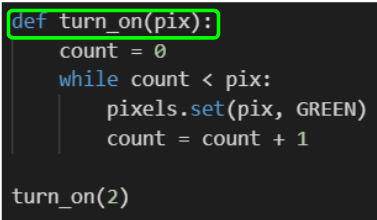 def turn_on(pix):
    count = 0
    while count < pix:
        pixels.set(pix, GREEN)
        count = count + 1
turn_on(2)